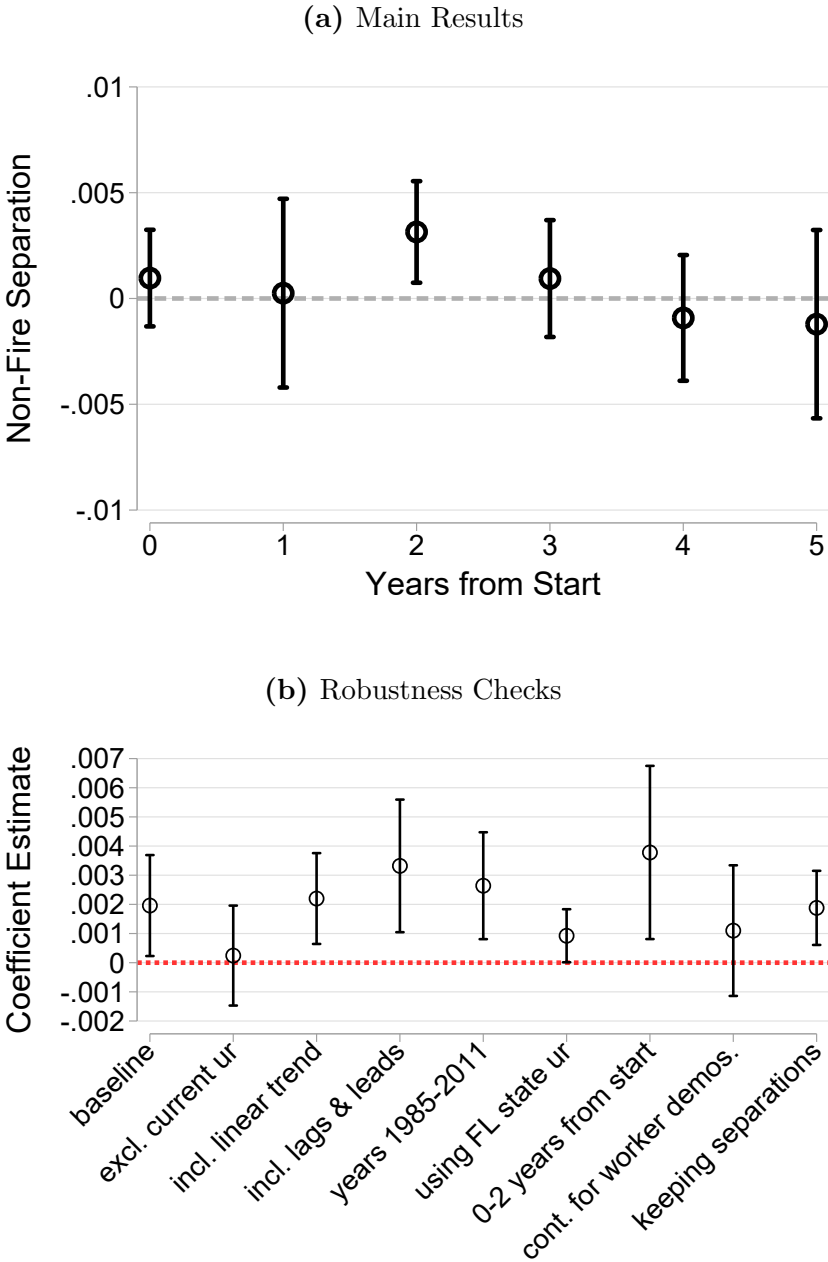 (a) Main Results
.01
.005
0
-.005
-.01
Non-Fire Separation
0 1 2 3 4 5
Years from Start
(b) Robustness Checks
.007
.006
.005
.004
.003
.002
.001
0
-.001
-.002
Coefficient Estimate
baseline
excl. current ur
incl. linear trend
incl. lags & leads
years 1985-2011
using FL state ur
0-2 years from start
cont. for worker demos.
keeping separations